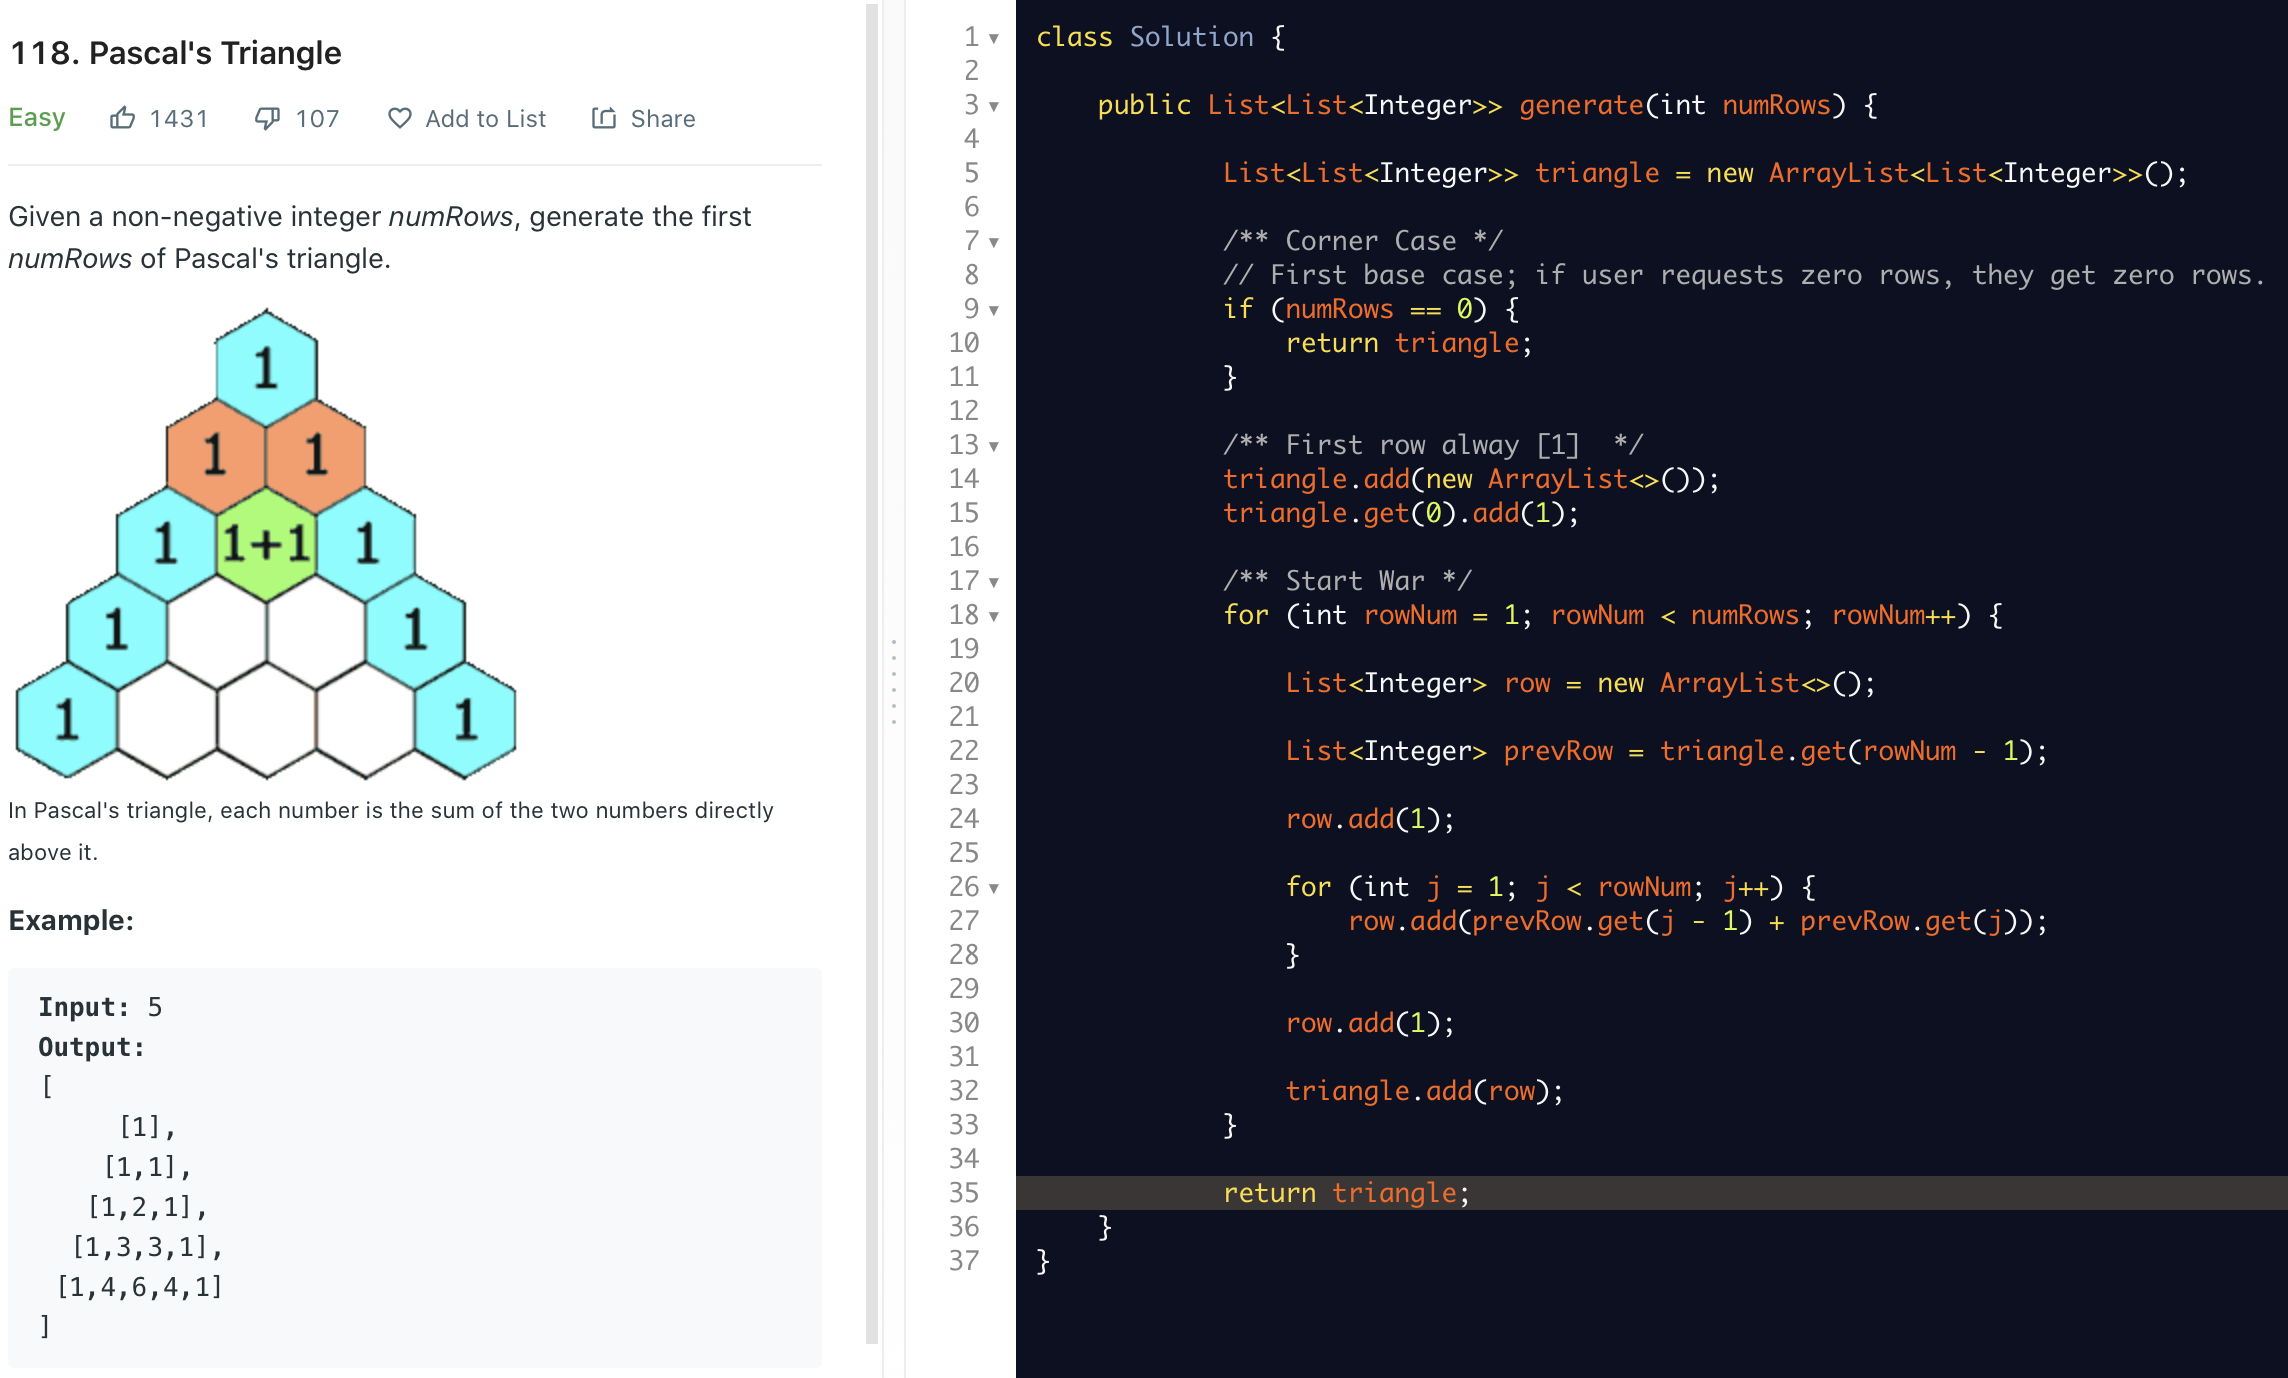 118. Pascal's Triangle
Easy 1431 107 Add to List Share
Given a non-negative integer numRows, generate the first
numRows of Pascal's triangle.
1
1 1
1 1+1 1
1 1
1 1
In Pascal's triangle, each number is the sum of the two numbers directly
above it.
Example:
Input: 5
Output:
[
     [1],
    [1,1],
   [1,2,1],
  [1,3,3,1],
 [1,4,6,4,1]
]
1 class Solution {
2
3     public List<List<Integer>> generate(int numRows) {
4
5             List<List<Integer>> triangle = new ArrayList<List<Integer>>();
6
7             /** Corner Case */
8             // First base case; if user requests zero rows, they get zero rows.
9             if (numRows == 0) {
10                 return triangle;
11             }
12
13             /** First row alway [1]  */
14             triangle.add(new ArrayList<>());
15             triangle.get(0).add(1);
16
17             /** Start War */
18             for (int rowNum = 1; rowNum < numRows; rowNum++) {
19
20                 List<Integer> row = new ArrayList<>();
21
22                 List<Integer> prevRow = triangle.get(rowNum - 1);
23
24                 row.add(1);
25
26                 for (int j = 1; j < rowNum; j++) {
27                     row.add(prevRow.get(j - 1) + prevRow.get(j));
28                 }
29
30                 row.add(1);
31
32                 triangle.add(row);
33             }
34
35             return triangle;
36     }
37 }